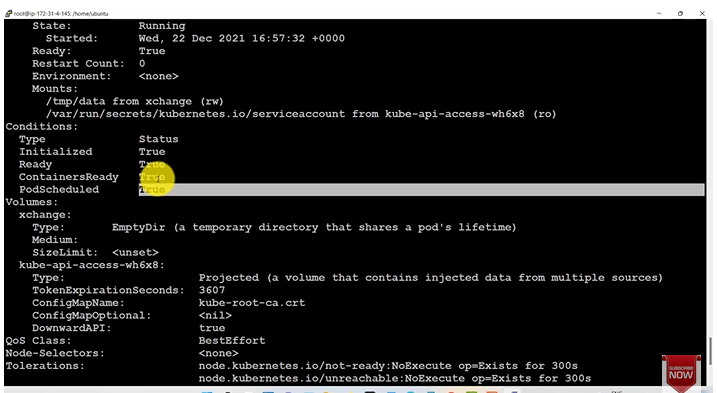 root@ip-172-31-4-145: /home/ubuntu
State: Running
Started: Wed, 22 Dec 2021 16:57:32 +0000
Ready: True
Restart Count: 0
Environment: <none>
Mounts:
/tmp/data from xchange (rw)
/var/run/secrets/kubernetes.io/serviceaccount from kube-api-access-wh6x8 (ro)
Conditions:
Type Status
Initialized True
Ready True
ContainersReady True
PodScheduled True
Volumes:
xchange:
Type: EmptyDir (a temporary directory that shares a pod's lifetime)
Medium:
SizeLimit: <unset>
kube-api-access-wh6x8:
Type: Projected (a volume that contains injected data from multiple sources)
TokenExpirationSeconds: 3607
ConfigMapName: kube-root-ca.crt
ConfigMapOptional: <nil>
DownwardAPI: true
QoS Class: BestEffort
Node-Selectors: <none>
Tolerations: node.kubernetes.io/not-ready:NoExecute op=Exists for 300s
node.kubernetes.io/unreachable:NoExecute op=Exists for 300s
SUBSCRIBE
NOW